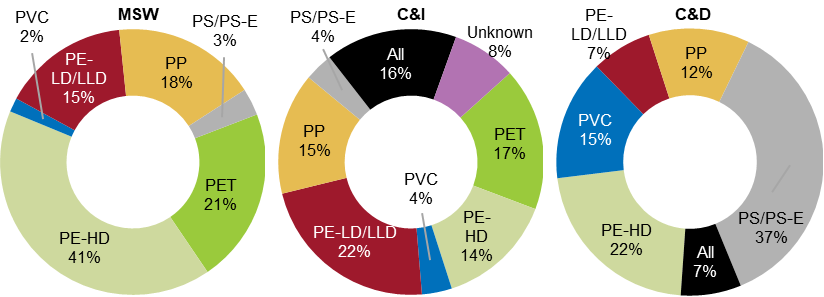 MSW
PVC
2%
PE-
LD/LLD
15%
PP
18%
PS/PS-E
3%
PET
21%
PE-HD
41%
C&I
PS/PS-E
4%
All
16%
Unknown
8%
PP
15%
PET
17%
PVC
4%
PE-LD/LLD
22%
PE-
HD
14%
C&D
PE-
LD/LLD
7%
PP
12%
PVC
15%
PS/PS-E
37%
PE-HD
22%
All
7%